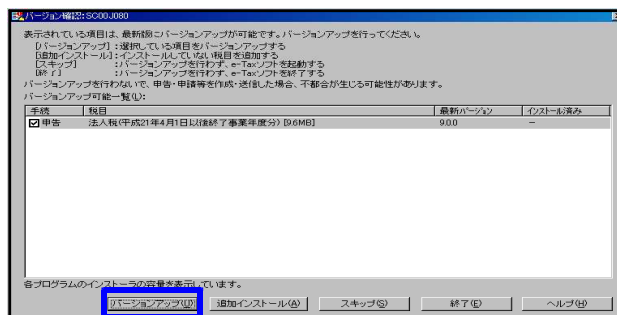 バージョン確認:SC00J080
表示されている項目は、最新版にバージョンアップが可能です。バージョンアップを行ってください。
[バージョンアップ]:選択している項目をバージョンアップする
[追加インストール]:インストールしていない税目を追加する
[スキップ] :バージョンアップを行わず、e-Taxソフトを起動する
[終了] :バージョンアップを行わず、e-Taxソフトを終了する
バージョンアップを行わないで、申告・申請等を作成・送信した場合、不都合が生じる可能性があります。
バージョンアップ可能一覧(L):
手続 税目 最新バージョン インストール済み
申告 法人税(平成21年4月1日以後終了事業年度分) [9.6MB] 9.0.0 -
各プログラムのインストーラの容量を表示しています。
バージョンアップ(U) 追加インストール(A) スキップ(S) 終了(E) ヘルプ(H)